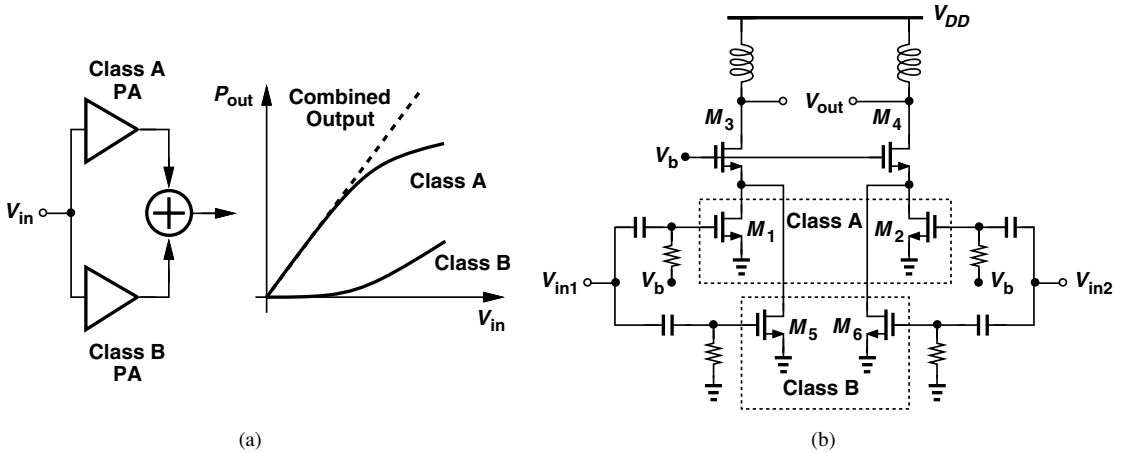 Class A
PA
V_in
Class B
PA
P_out
Combined
Output
Class A
Class B
V_in
(a)
V_DD
V_out
M_3
M_4
V_b
Class A
M_1
M_2
V_in1
V_b
V_b
V_in2
M_5
M_6
Class B
(b)